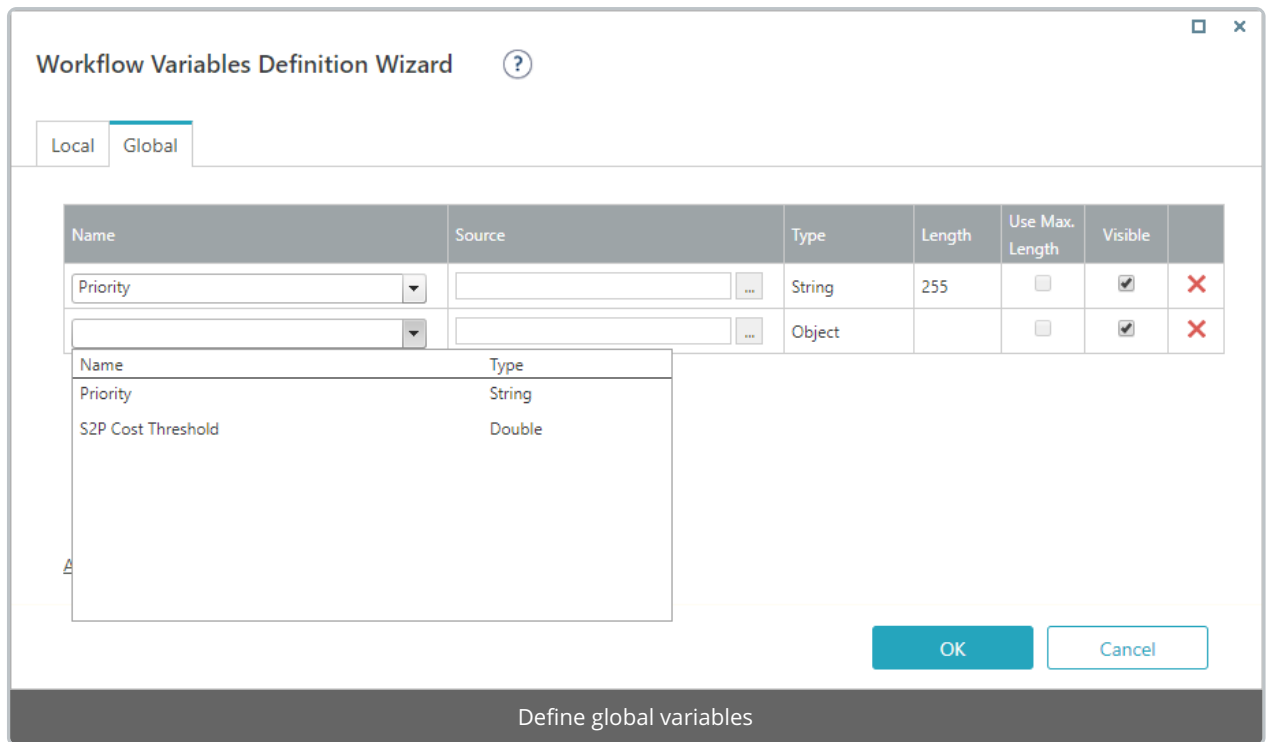 Workflow Variables Definition Wizard ?
Local Global
Name Source Type Length Use Max. Length Visible
Priority ... String 255
... Object
Name Type
Priority String
S2P Cost Threshold Double
A
OK Cancel
Define global variables